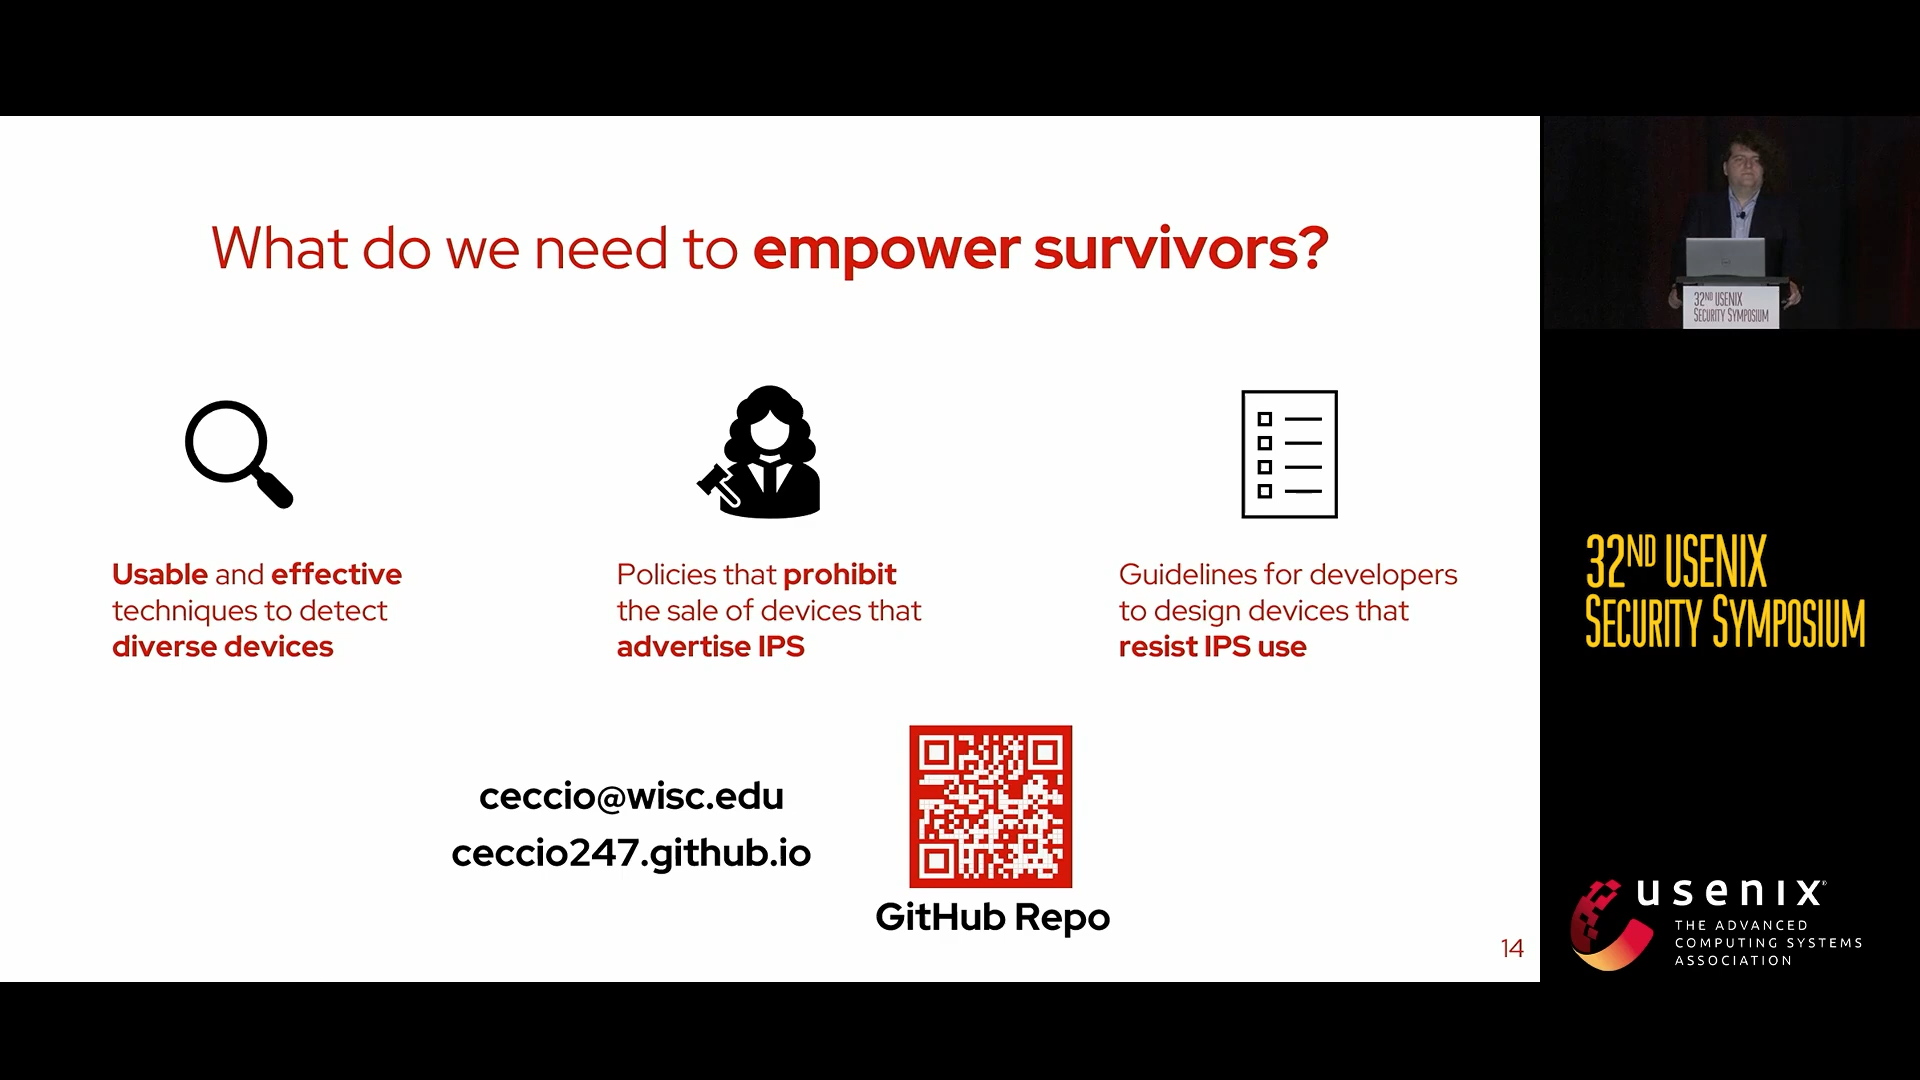 What do we need to empower survivors?
Usable and effective
techniques to detect
diverse devices
Policies that prohibit
the sale of devices that
advertise IPS
Guidelines for developers
to design devices that
resist IPS use
ceccio@wisc.edu
ceccio247.github.io
GitHub Repo
14
32ND USENIX
SECURITY SYMPOSIUM
32ND USENIX
SECURITY SYMPOSIUM
usenix®
THE ADVANCED
COMPUTING SYSTEMS
ASSOCIATION